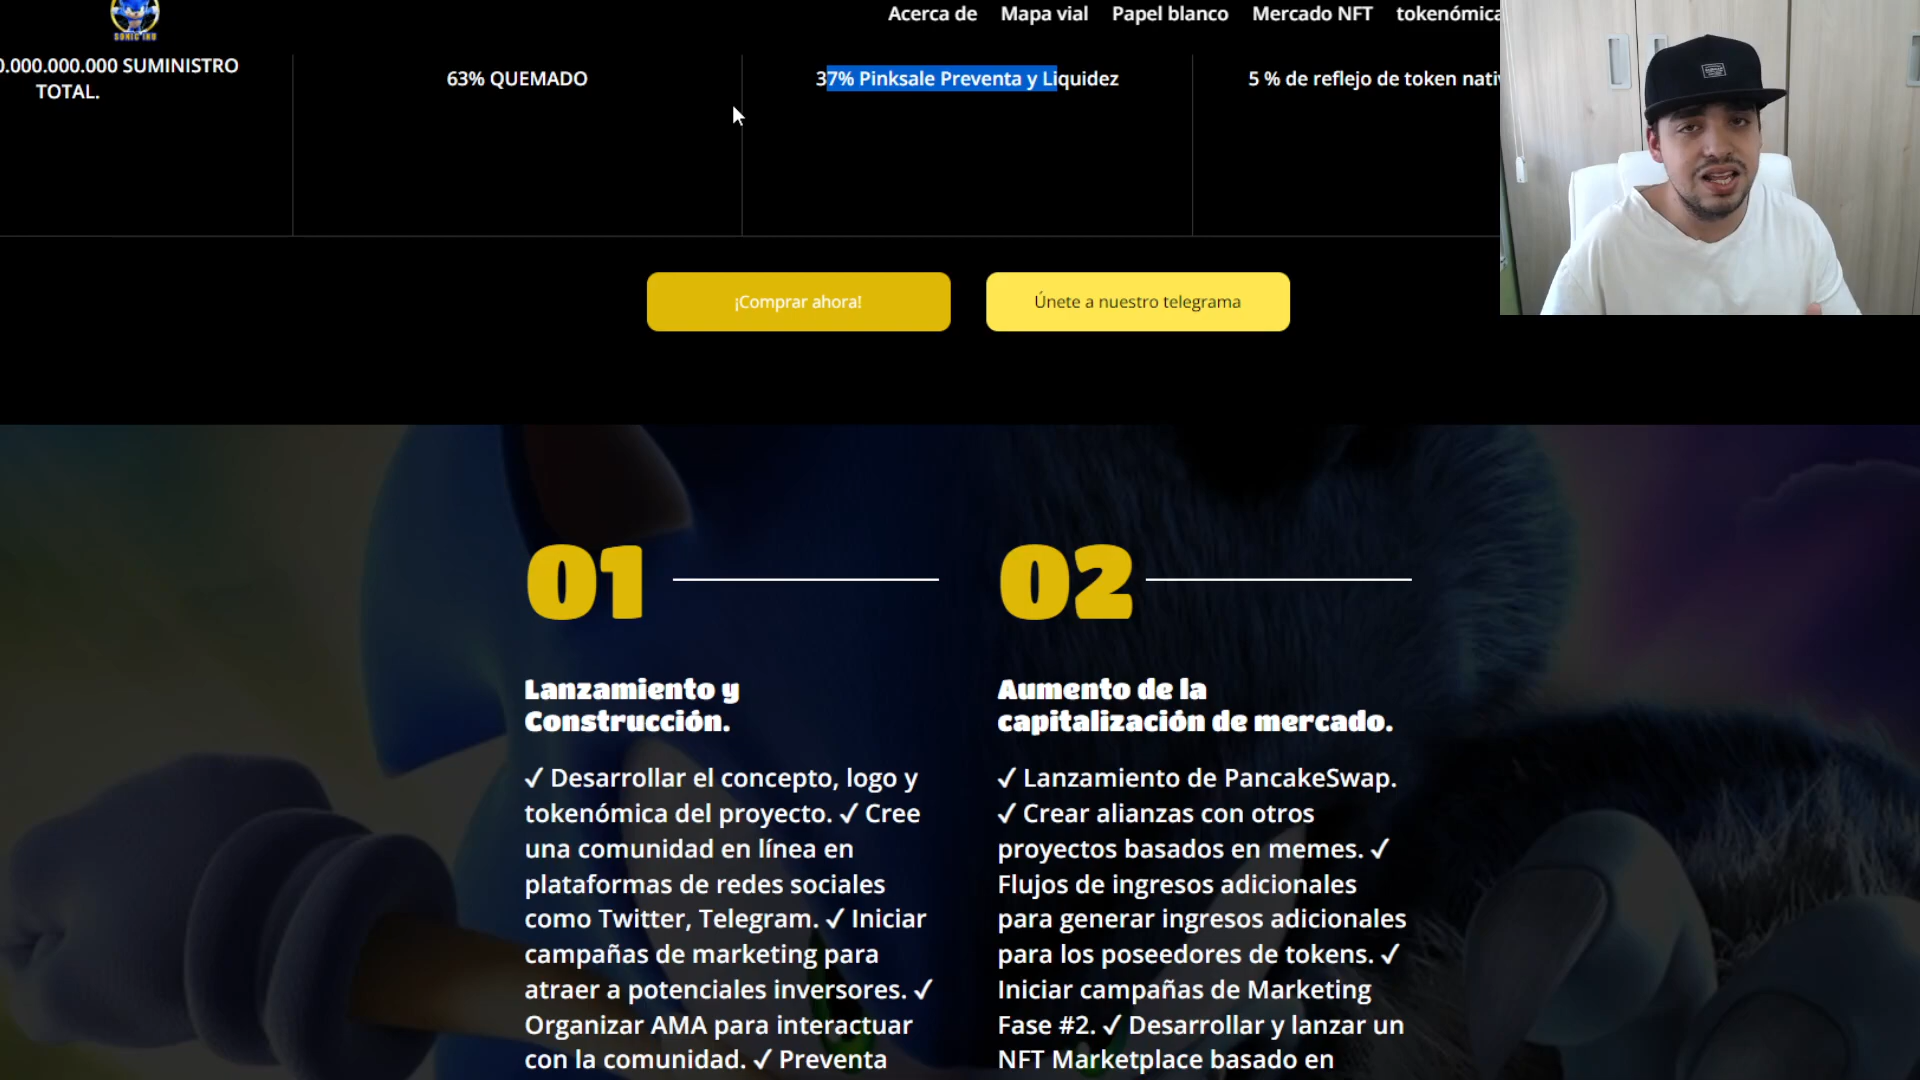 SONIC INU
Acerca de Mapa vial Papel blanco Mercado NFT tokenómica
0.000.000.000 SUMINISTRO
TOTAL.
63% QUEMADO
37% Pinksale Preventa y Liquidez
5 % de reflejo de token nati
¡Comprar ahora!
Únete a nuestro telegrama
01
Lanzamiento y
Construcción.
✓ Desarrollar el concepto, logo y
tokenómica del proyecto. ✓ Cree
una comunidad en línea en
plataformas de redes sociales
como Twitter, Telegram. ✓ Iniciar
campañas de marketing para
atraer a potenciales inversores. ✓
Organizar AMA para interactuar
con la comunidad. ✓ Preventa
02
Aumento de la
capitalización de mercado.
✓ Lanzamiento de PancakeSwap.
✓ Crear alianzas con otros
proyectos basados en memes. ✓
Flujos de ingresos adicionales
para generar ingresos adicionales
para los poseedores de tokens. ✓
Iniciar campañas de Marketing
Fase #2. ✓ Desarrollar y lanzar un
NFT Marketplace basado en